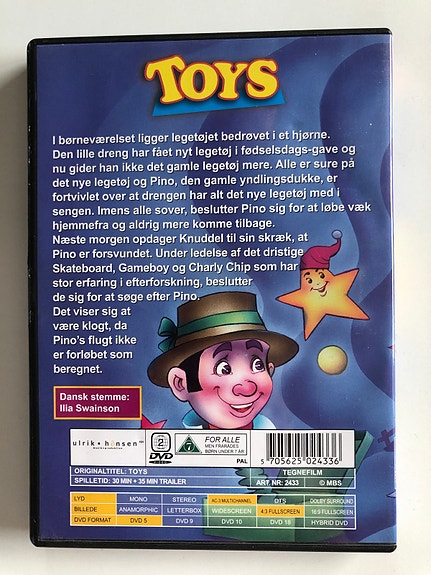 TOYS
I børneværelset ligger legetøjet bedrøvet i et hjørne.
Den lille dreng har fået nyt legetøj i fødselsdags-gave og
nu gider han ikke det gamle legetøj mere. Alle er sure på
det nye legetøj og Pino, den gamle yndlingsdukke, er
fortvivlet over at drengen har alt det nye legetøj med i
sengen. Imens alle sover, beslutter Pino sig for at løbe væk
hjemmefra og aldrig mere komme tilbage.
Næste morgen opdager Knuddel til sin skræk, at
Pino er forsvundet. Under ledelse af det dristige
Skateboard, Gameboy og Charly Chip som har
stor erfaring i efterforskning, beslutter
de sig for at søge efter Pino.
Det viser sig at
være klogt, da
Pino's flugt ikke
er forløbet som
beregnet.
Dansk stemme:
Ilia Swainson
ulrik • hansen
2
DVD
7
FOR ALLE
MEN FRARÅDES
BØRN UNDER 7 ÅR
PAL
5 705625 024336
ORIGINALTITEL: TOYS
TEGNEFILM
SPILLETID: 30 MIN + 35 MIN TRAILER
ART. NR: 2433
© MBS
LYD MONO STEREO AC-3 MULTICHANNEL DTS DOLBY SURROUND
BILLEDE ANAMORPHIC LETTERBOX WIDESCREEN 4:3 FULLSCREEN 16:9 FULLSCREEN
DVD FORMAT DVD 5 DVD 9 DVD 10 DVD 18 HYBRID DVD